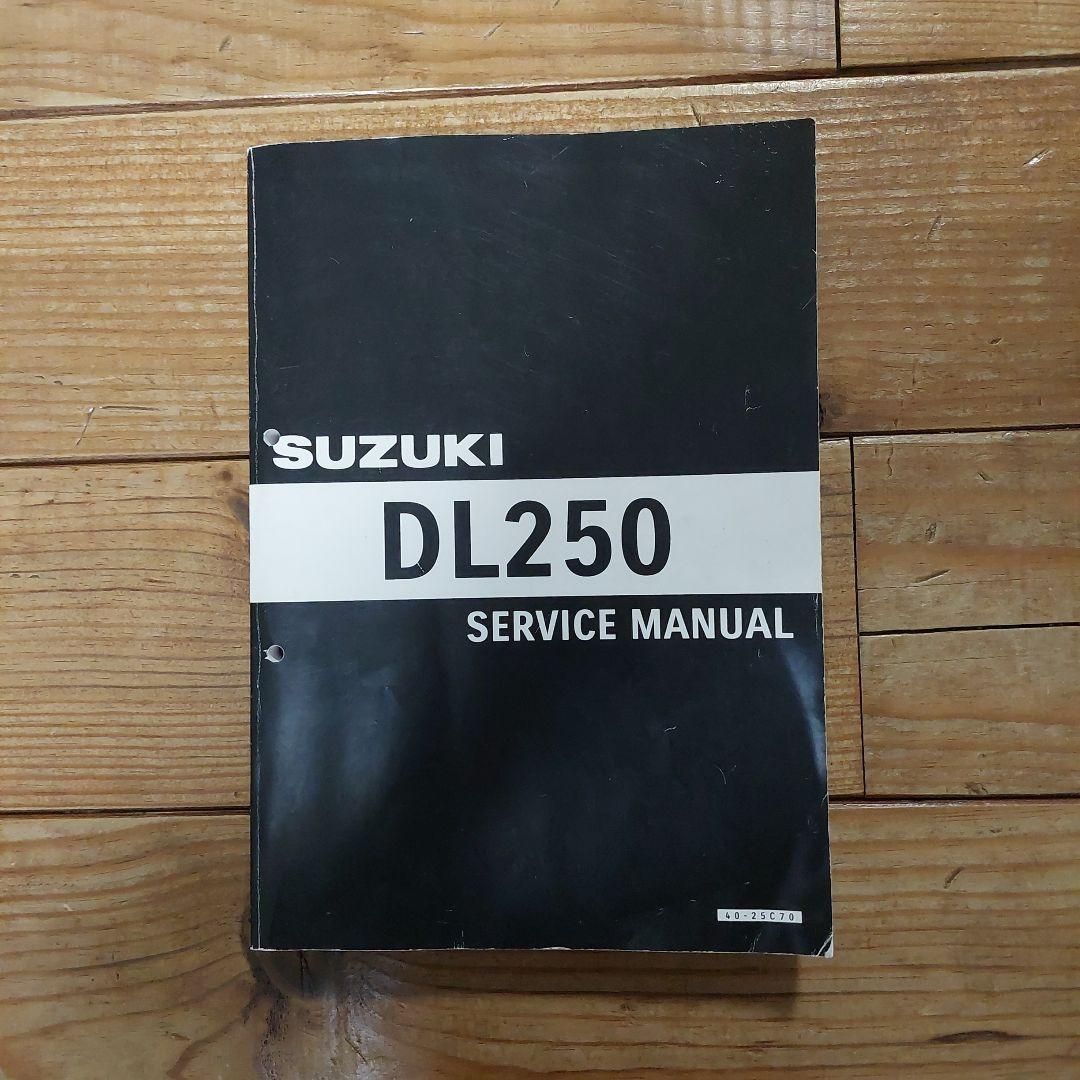 SUZUKI
DL250
SERVICE MANUAL
40-25C70